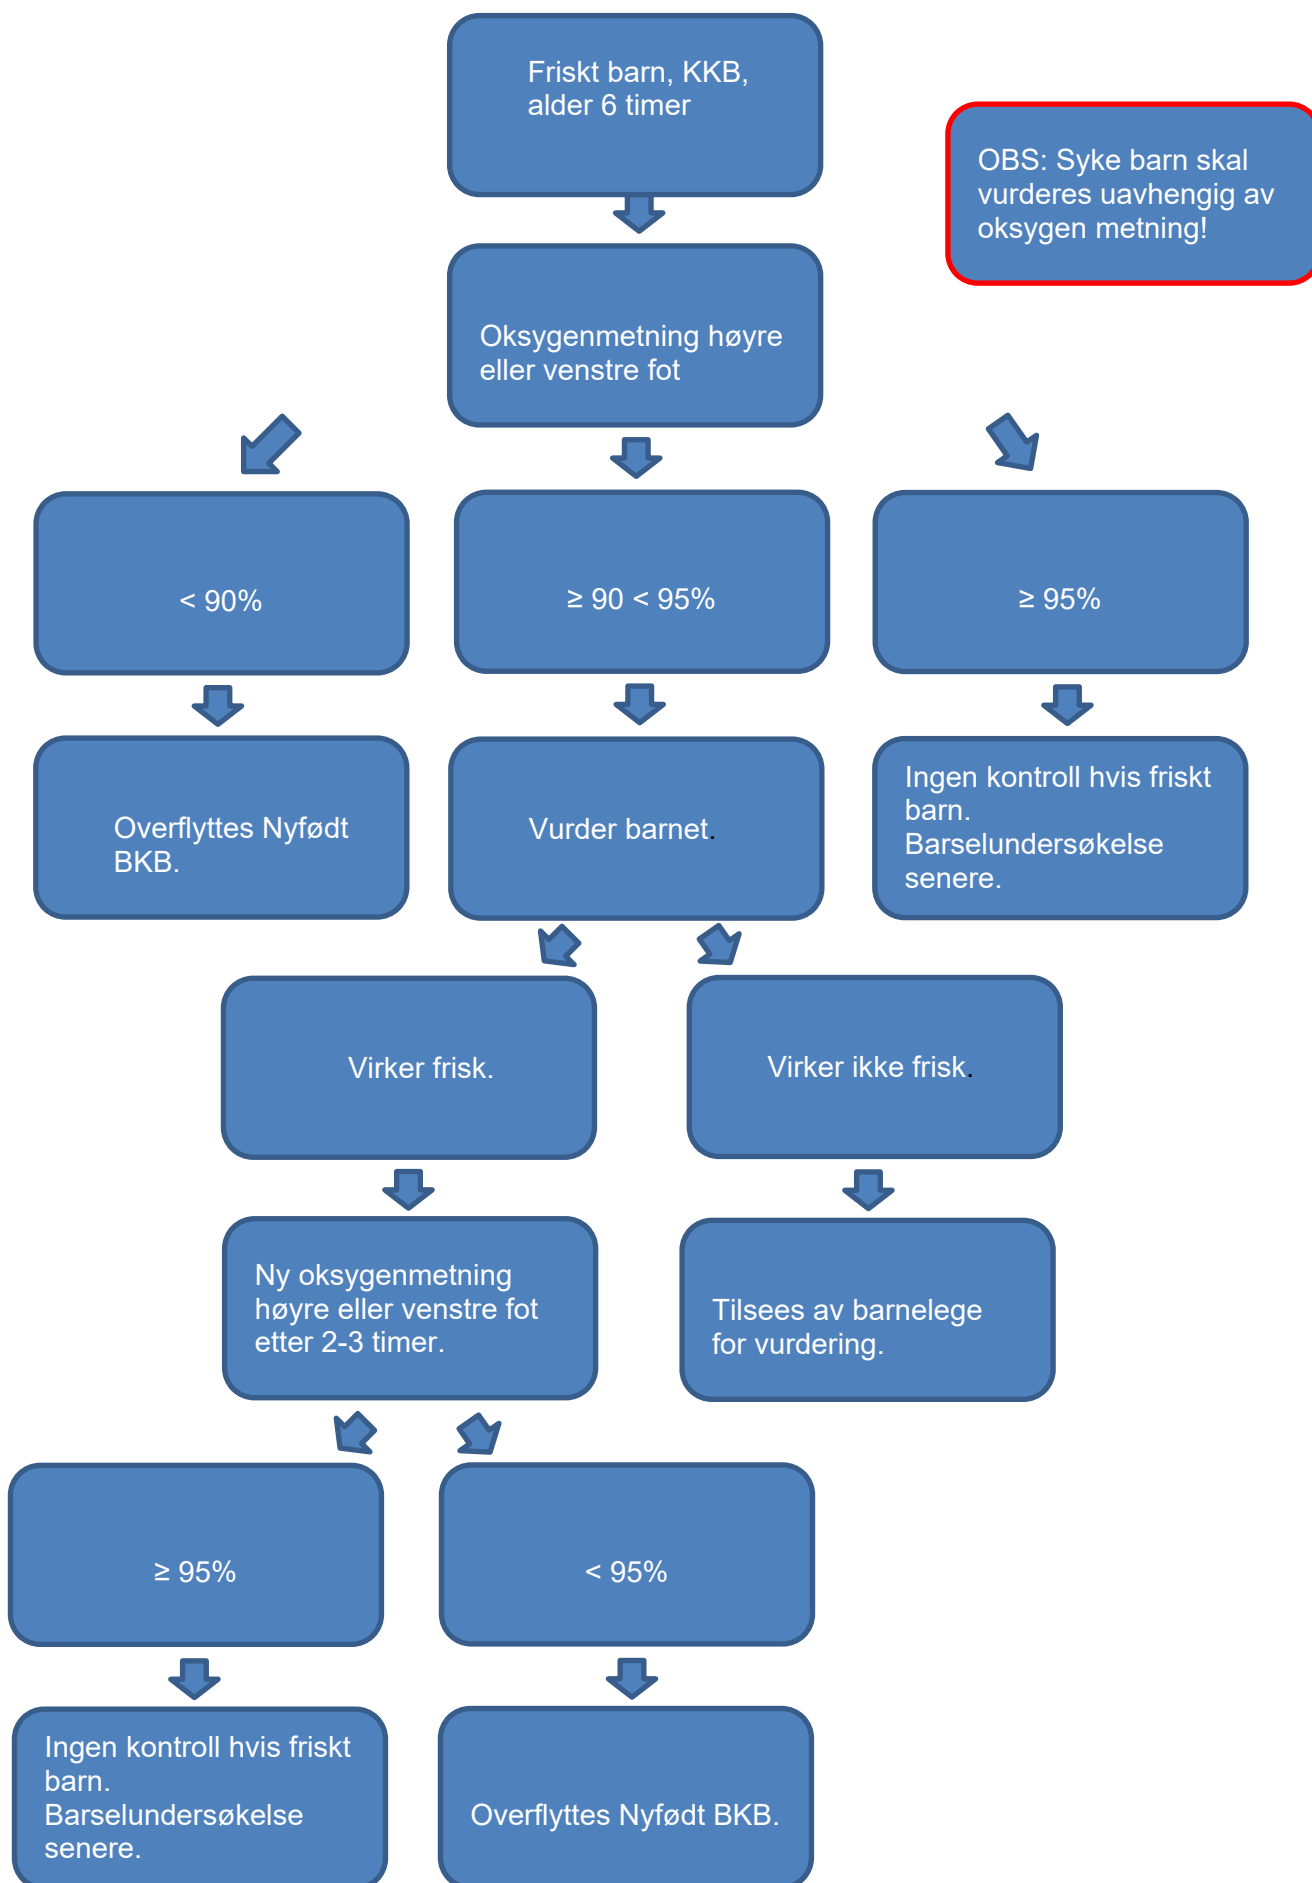 Friskt barn, KKB,
alder 6 timer
OBS: Syke barn skal
vurderes uavhengig av
oksygen metning!
Oksygenmetning høyre
eller venstre fot
< 90%
≥ 90 < 95%
≥ 95%
Overflyttes Nyfødt
BKB.
Vurder barnet.
Ingen kontroll hvis friskt
barn.
Barselundersøkelse
senere.
Virker frisk.
Virker ikke frisk.
Ny oksygenmetning
høyre eller venstre fot
etter 2-3 timer.
Tilsees av barnelege
for vurdering.
≥ 95%
< 95%
Ingen kontroll hvis friskt
barn.
Barselundersøkelse
senere.
Overflyttes Nyfødt BKB.